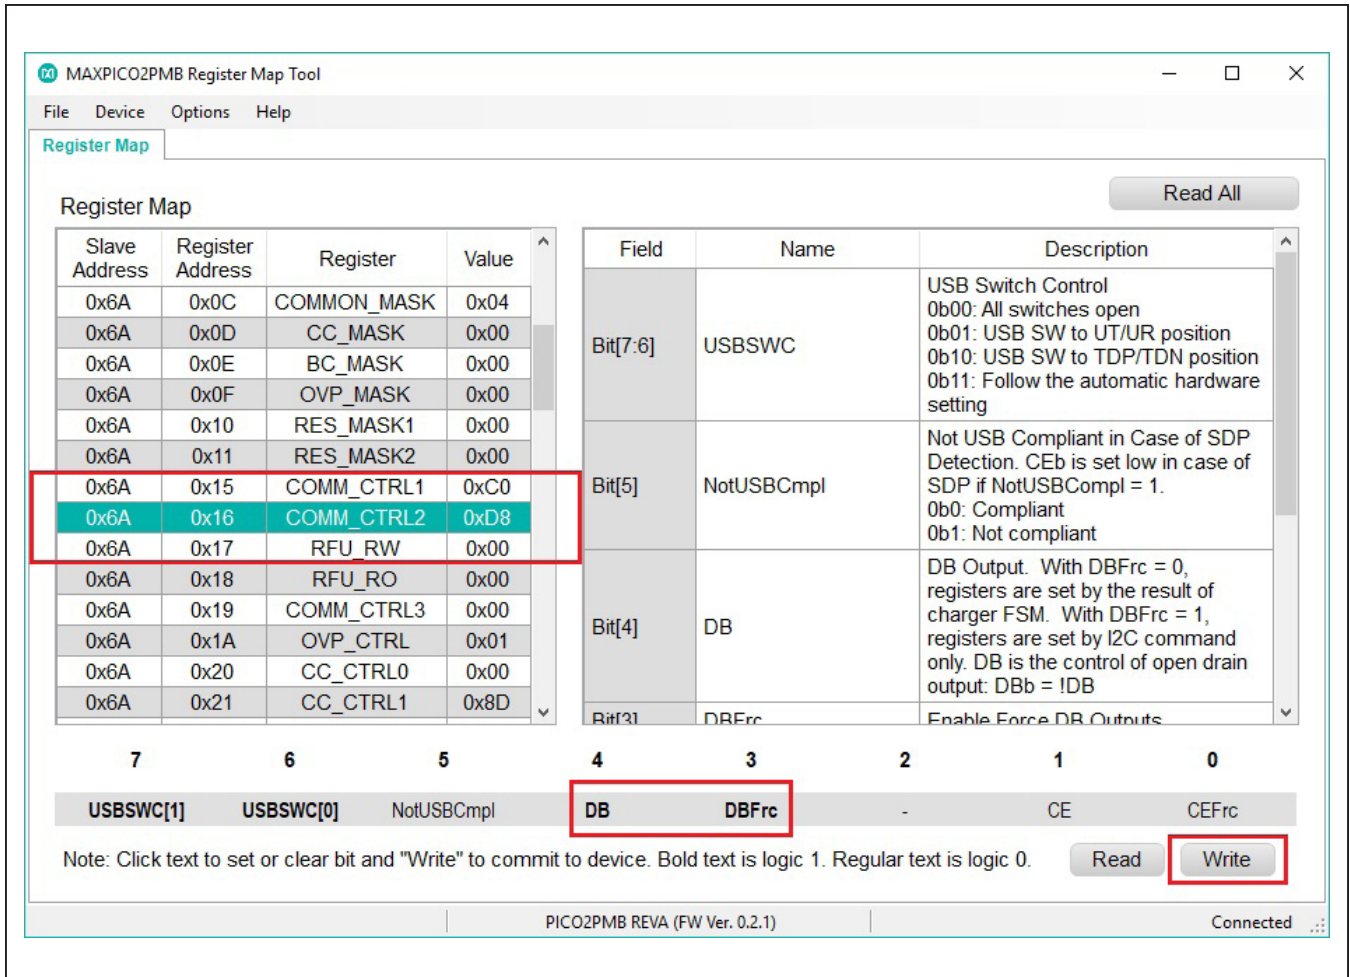 MAXPICO2PMB Register Map Tool
File Device Options Help
Register Map
Read All
Register Map
Slave Address Register Address Register Value
0x6A 0x0C COMMON_MASK 0x04
0x6A 0x0D CC_MASK 0x00
0x6A 0x0E BC_MASK 0x00
0x6A 0x0F OVP_MASK 0x00
0x6A 0x10 RES_MASK1 0x00
0x6A 0x11 RES_MASK2 0x00
0x6A 0x15 COMM_CTRL1 0xC0
0x6A 0x16 COMM_CTRL2 0xD8
0x6A 0x17 RFU_RW 0x00
0x6A 0x18 RFU_RO 0x00
0x6A 0x19 COMM_CTRL3 0x00
0x6A 0x1A OVP_CTRL 0x01
0x6A 0x20 CC_CTRL0 0x00
0x6A 0x21 CC_CTRL1 0x8D
Field Name Description
Bit[7:6] USBSWC
USB Switch Control
0b00: All switches open
0b01: USB SW to UT/UR position
0b10: USB SW to TDP/TDN position
0b11: Follow the automatic hardware
setting
Bit[5] NotUSBCmpl
Not USB Compliant in Case of SDP
Detection. CEb is set low in case of
SDP if NotUSBCompl = 1.
0b0: Compliant
0b1: Not compliant
Bit[4] DB
DB Output. With DBFrc = 0,
registers are set by the result of
charger FSM. With DBFrc = 1,
registers are set by I2C command
only. DB is the control of open drain
output: DBb = !DB
Bit[3] DBFrc Enable Force DB Outputs
7 6 5 4 3 2 1 0
USBSWC[1] USBSWC[0] NotUSBCmpl DB DBFrc - CE CEFrc
Note: Click text to set or clear bit and "Write" to commit to device. Bold text is logic 1. Regular text is logic 0. Read Write
PICO2PMB REVA (FW Ver. 0.2.1) Connected